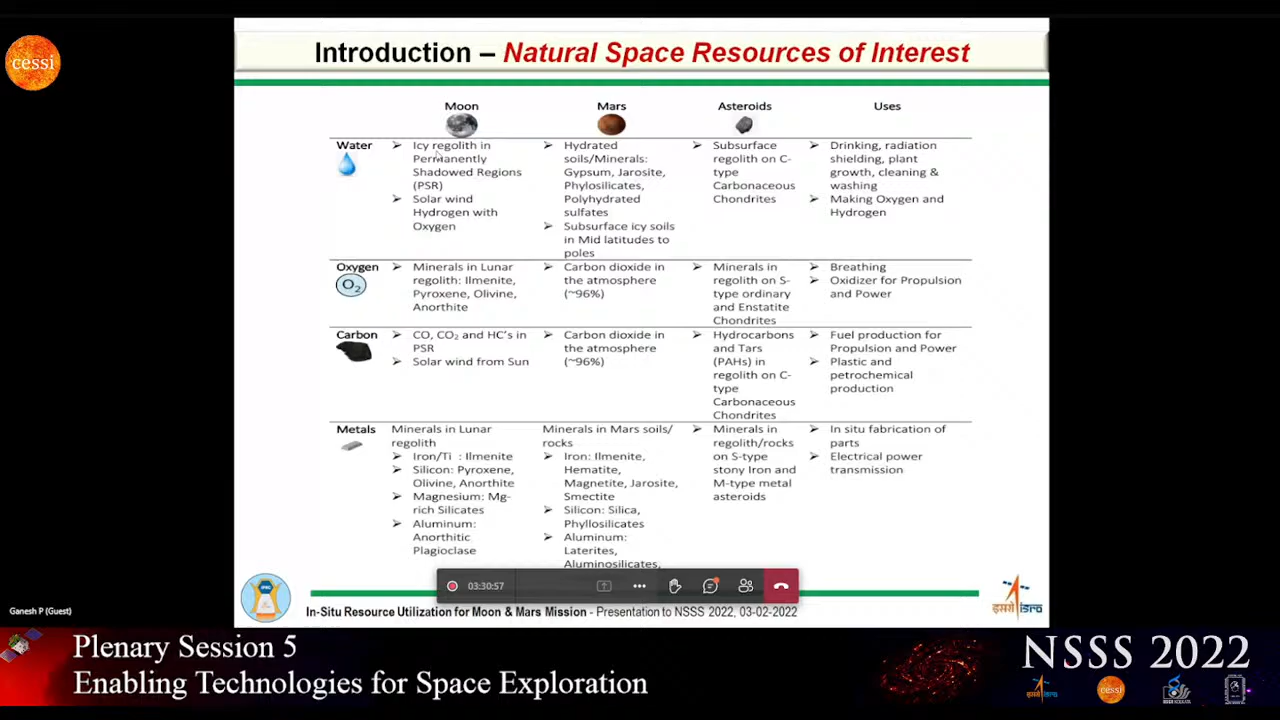 cessi
Introduction – Natural Space Resources of Interest
Moon
Mars
Asteroids
Uses
Water
➢ Icy regolith in
Permanently
Shadowed Regions
(PSR)
➢ Solar wind
Hydrogen with
Oxygen
➢ Hydrated
soils/Minerals:
Gypsum, Jarosite,
Phylosilicates,
Polyhydrated
sulfates
➢ Subsurface icy soils
in Mid latitudes to
poles
➢ Subsurface
regolith on C-
type
Carbonaceous
Chondrites
➢ Drinking, radiation
shielding, plant
growth, cleaning &
washing
➢ Making Oxygen and
Hydrogen
Oxygen
O₂
➢ Minerals in Lunar
regolith: Ilmenite,
Pyroxene, Olivine,
Anorthite
➢ Carbon dioxide in
the atmosphere
(~96%)
➢ Minerals in
regolith on S-
type ordinary
and Enstatite
Chondrites
➢ Breathing
➢ Oxidizer for Propulsion
and Power
Carbon
➢ CO, CO₂ and HC's in
PSR
➢ Solar wind from Sun
➢ Carbon dioxide in
the atmosphere
(~96%)
➢ Hydrocarbons
and Tars
(PAHs) in
regolith on C-
type
Carbonaceous
Chondrites
➢ Fuel production for
Propulsion and Power
➢ Plastic and
petrochemical
production
Metals
Minerals in Lunar
regolith
➢ Iron/Ti : Ilmenite
➢ Silicon: Pyroxene,
Olivine, Anorthite
➢ Magnesium: Mg-
rich Silicates
➢ Aluminum:
Anorthitic
Plagioclase
Minerals in Mars soils/
rocks
➢ Iron: Ilmenite,
Hematite,
Magnetite, Jarosite,
Smectite
➢ Silicon: Silica,
Phyllosilicates
➢ Aluminum:
Laterites,
Aluminosilicates,
➢ Minerals in
regolith/rocks
on S-type
stony Iron and
M-type metal
asteroids
➢ In situ fabrication of
parts
➢ Electrical power
transmission
03:30:57
In-Situ Resource Utilization for Moon & Mars Mission - Presentation to NSSS 2022, 03-02-2022
इसरो isro
Ganesh P (Guest)
Plenary Session 5
Enabling Technologies for Space Exploration
NSSS 2022
cessi